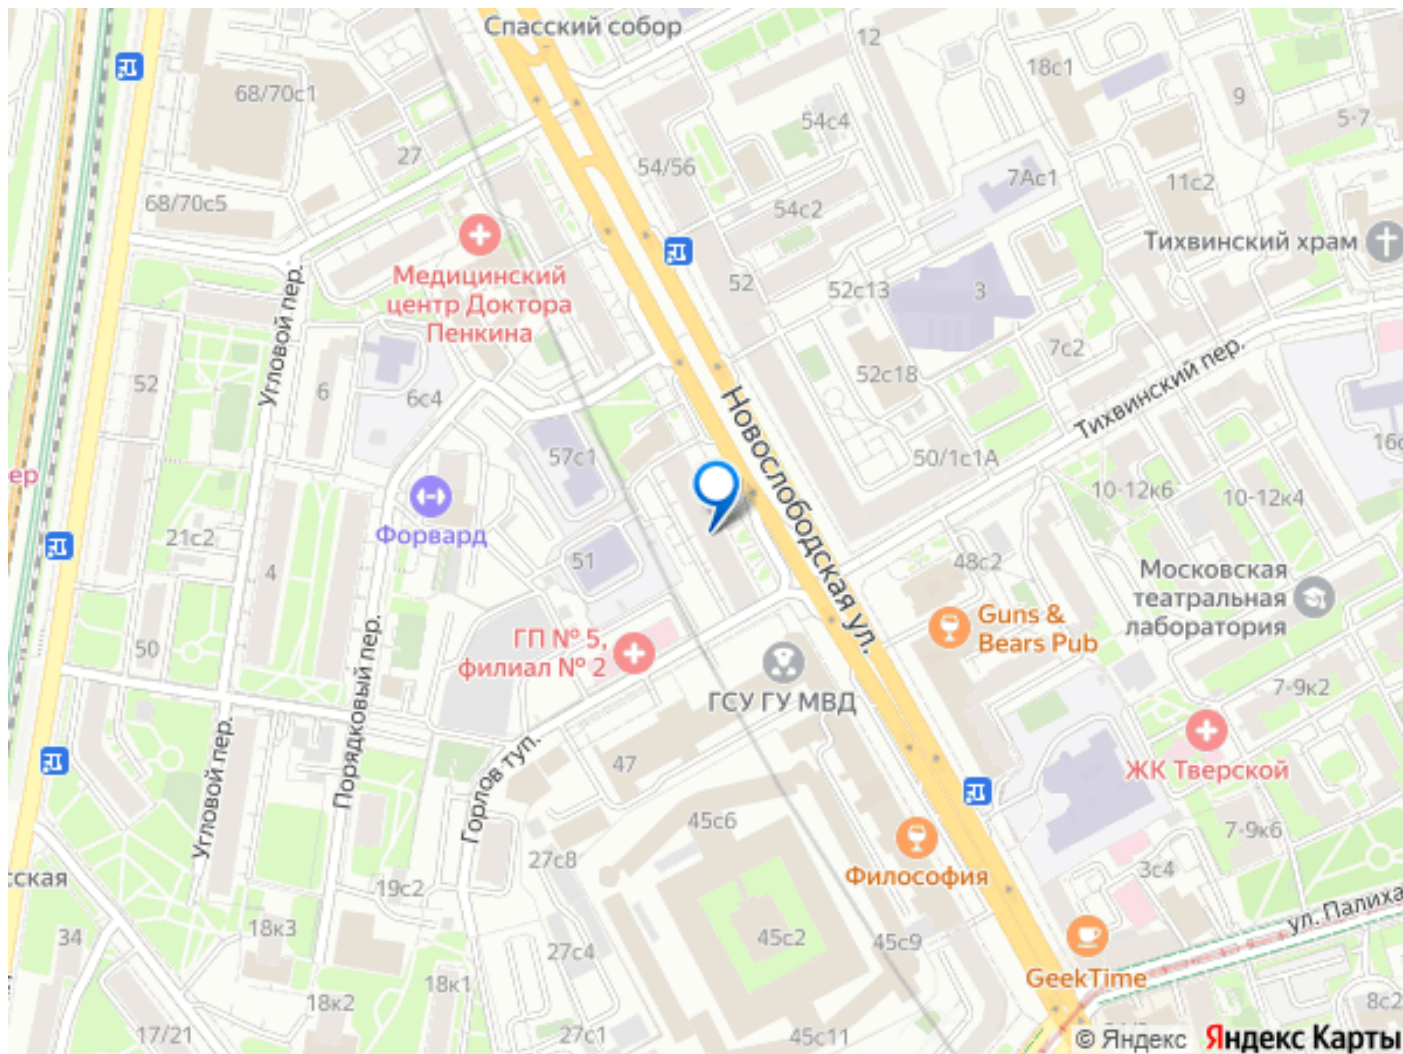 Спасский собор
12
18с1
68/70с1
9
5-7
54с4
27
54/56
7Ас1
11с2
68/70с5
54с2
Тихвинский храм
Медицинский
центр Доктора
Пенкина
52
52с13
3
Угловой пер.
7с2
Тихвинский пер.
52
6
6с4
52с18
Новослободская ул.
16с
57с1
50/1с1А
ер
10-12к6
10-12к4
Форвард
21с2
4
51
48с2
Московская
театральная
лаборатория
Guns &
Bears Pub
50
ГП № 5,
филиал № 2
Порядковый пер.
ГСУ ГУ МВД
7-9к2
Угловой пер.
Горлов туп.
47
ЖК Тверской
45с6
7-9к6
Философия
сская
27с8
19с2
3с4
ул. Палиха
18к3
34
27с4
45с2
45с9
GeekTime
18к1
18к2
8с2
17/21
27с1
45с11
© Яндекс Яндекс Карты